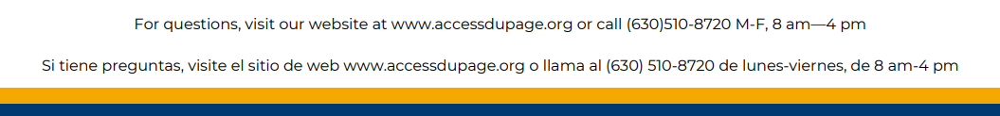 For questions, visit our website at www.accessdupage.org or call (630)510-8720 M-F, 8 am—4 pm
Si tiene preguntas, visite el sitio de web www.accessdupage.org o llama al (630) 510-8720 de lunes-viernes, de 8 am-4 pm